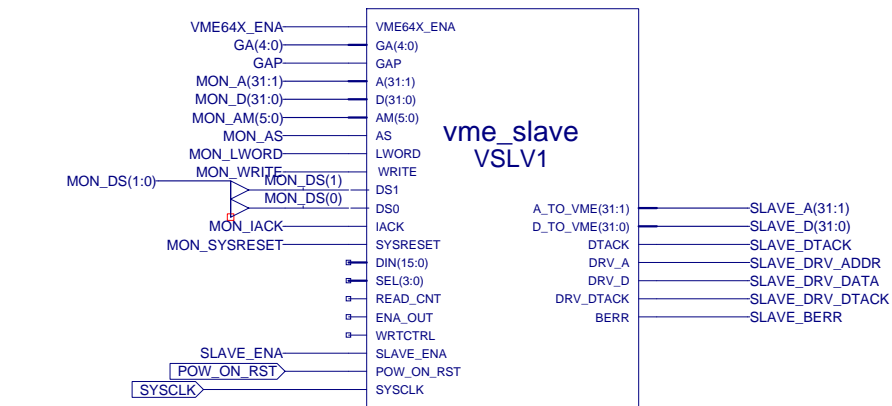 VME64X_ENA VME64X_ENA
GA(4:0) GA(4:0)
GAP GAP
MON_A(31:1) A(31:1)
MON_D(31:0) D(31:0)
MON_AM(5:0) AM(5:0)
vme_slave
MON_AS AS
VSLV1
MON_LWORD LWORD
MON_WRITE WRITE
MON_DS(1:0) MON_DS(1) DS1
MON_DS(0) DS0 A_TO_VME(31:1) SLAVE_A(31:1)
MON_IACK IACK D_TO_VME(31:0) SLAVE_D(31:0)
MON_SYSRESET SYSRESET DTACK SLAVE_DTACK
DIN(15:0) DRV_A SLAVE_DRV_ADDR
SEL(3:0) DRV_D SLAVE_DRV_DATA
READ_CNT DRV_DTACK SLAVE_DRV_DTACK
ENA_OUT BERR SLAVE_BERR
WRTCTRL
SLAVE_ENA SLAVE_ENA
POW_ON_RST POW_ON_RST
SYSCLK SYSCLK